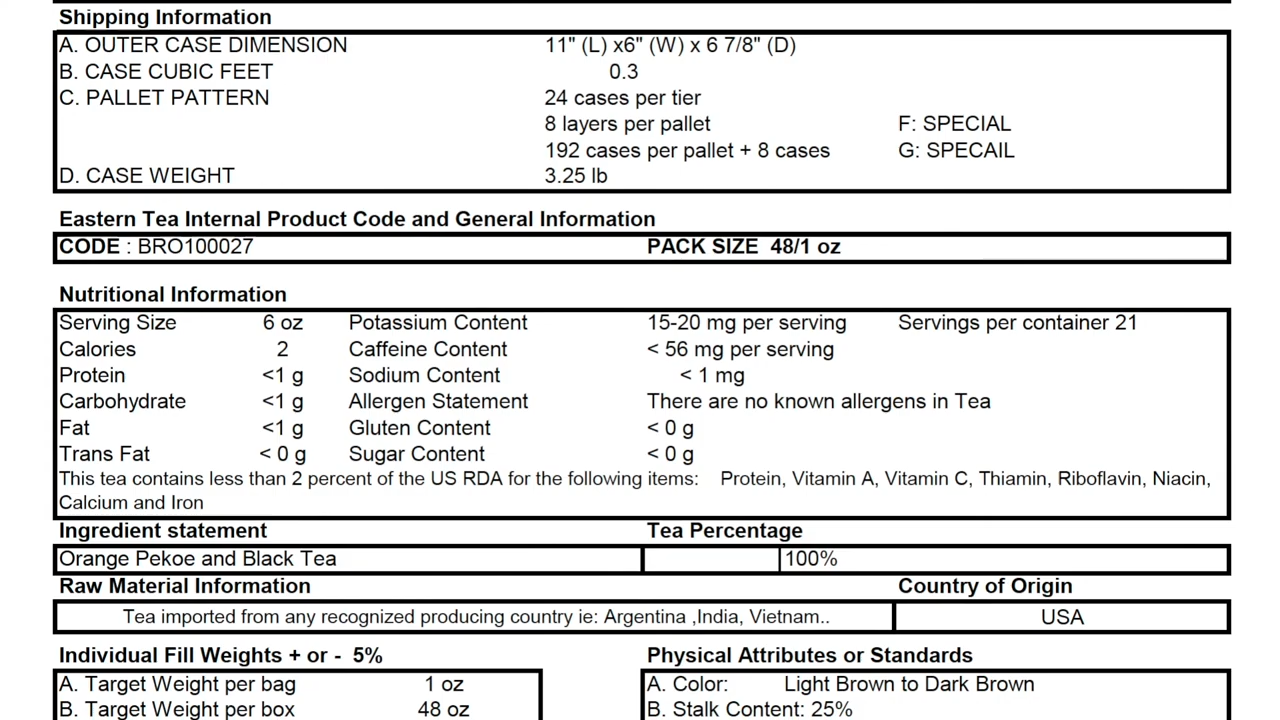 Shipping Information
A. OUTER CASE DIMENSION 11" (L) x6" (W) x 6 7/8" (D)
B. CASE CUBIC FEET 0.3
C. PALLET PATTERN 24 cases per tier
8 layers per pallet F: SPECIAL
192 cases per pallet + 8 cases G: SPECAIL
D. CASE WEIGHT 3.25 lb
Eastern Tea Internal Product Code and General Information
CODE : BRO100027 PACK SIZE 48/1 oz
Nutritional Information
Serving Size 6 oz Potassium Content 15-20 mg per serving Servings per container 21
Calories 2 Caffeine Content < 56 mg per serving
Protein <1 g Sodium Content < 1 mg
Carbohydrate <1 g Allergen Statement There are no known allergens in Tea
Fat <1 g Gluten Content < 0 g
Trans Fat < 0 g Sugar Content < 0 g
This tea contains less than 2 percent of the US RDA for the following items: Protein, Vitamin A, Vitamin C, Thiamin, Riboflavin, Niacin,
Calcium and Iron
Ingredient statement Tea Percentage
Orange Pekoe and Black Tea 100%
Raw Material Information Country of Origin
Tea imported from any recognized producing country ie: Argentina ,India, Vietnam.. USA
Individual Fill Weights + or - 5% Physical Attributes or Standards
A. Target Weight per bag 1 oz A. Color: Light Brown to Dark Brown
B. Target Weight per box 48 oz B. Stalk Content: 25%